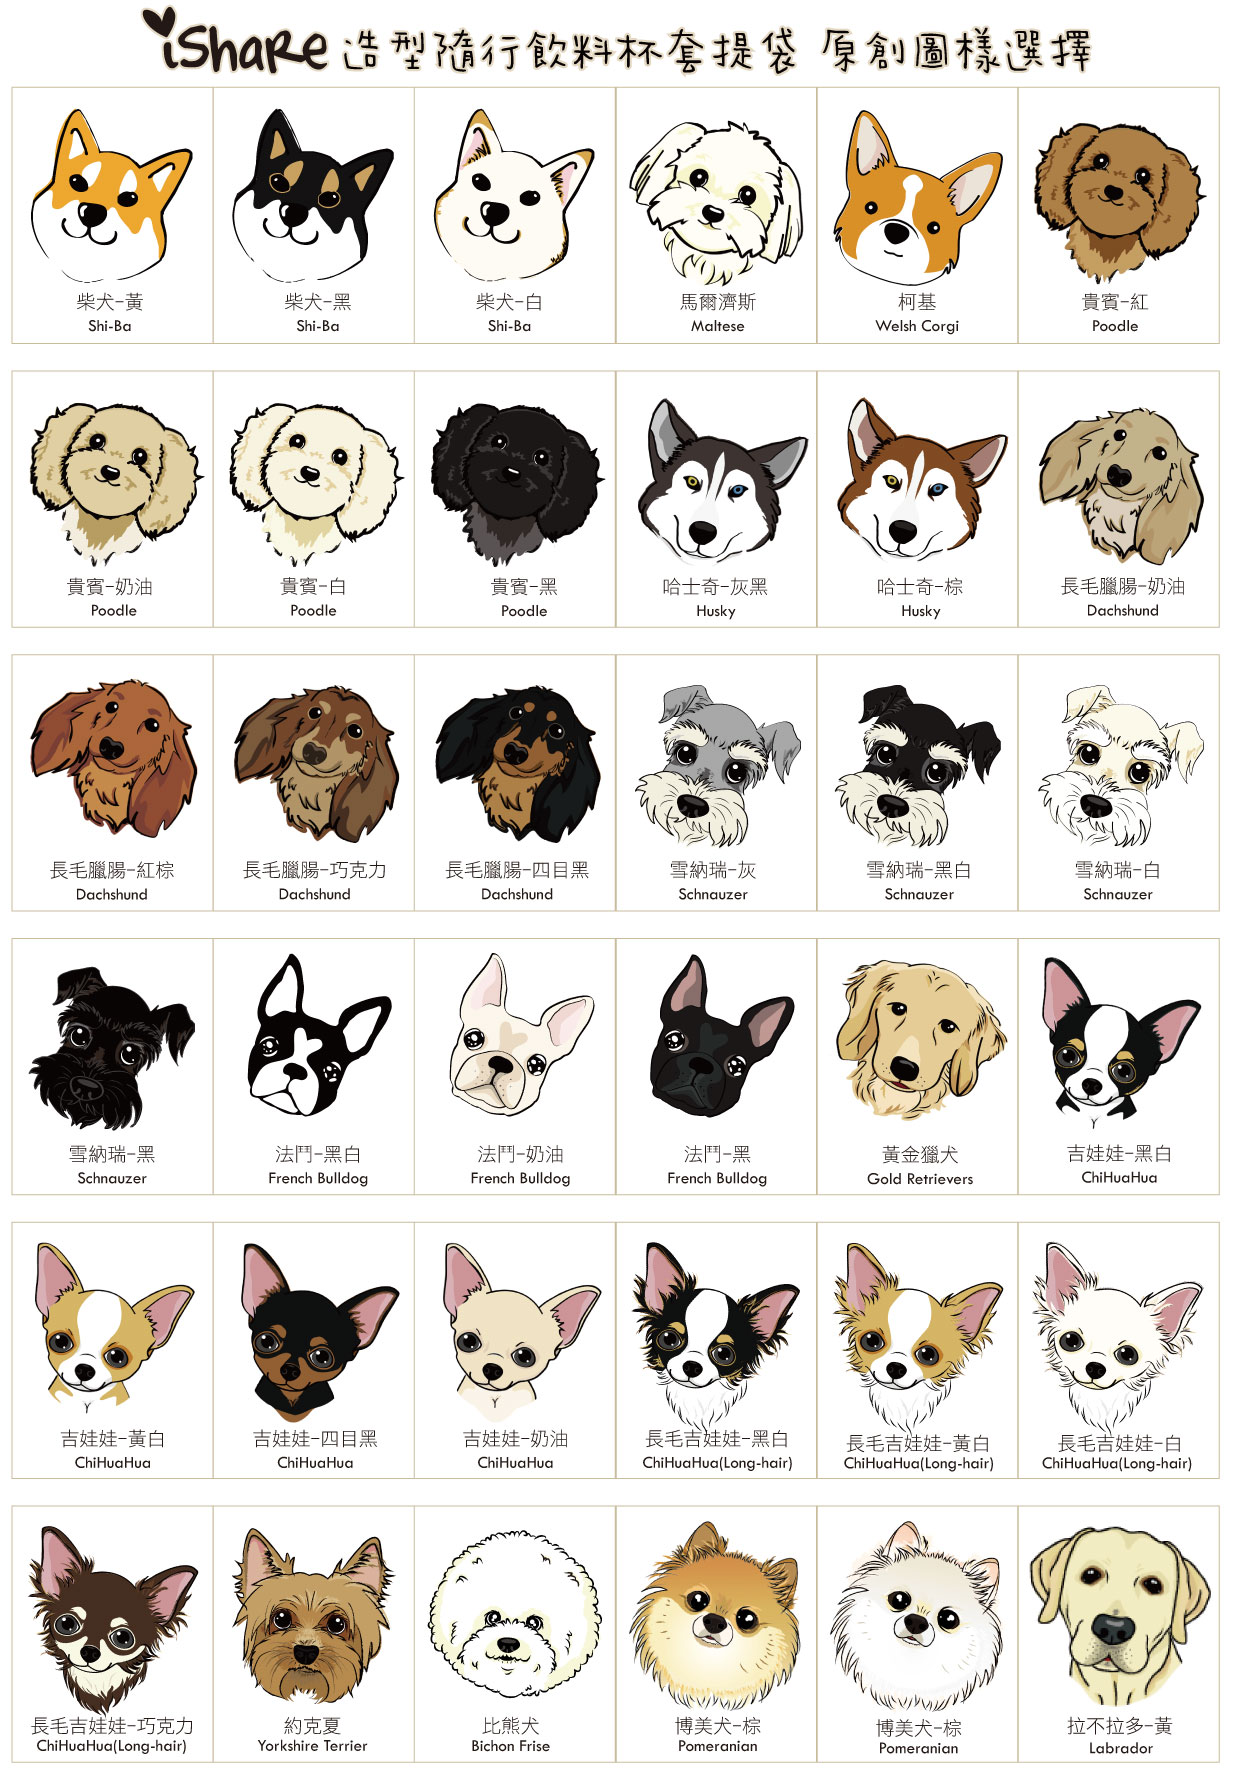 iShaRe 造型隨行飲料杯套提袋 原創圖樣選擇
柴犬-黃
Shi-Ba
柴犬-黑
Shi-Ba
柴犬-白
Shi-Ba
馬爾濟斯
Maltese
柯基
Welsh Corgi
貴賓-紅
Poodle
貴賓-奶油
Poodle
貴賓-白
Poodle
貴賓-黑
Poodle
哈士奇-灰黑
Husky
哈士奇-棕
Husky
長毛臘腸-奶油
Dachshund
長毛臘腸-紅棕
Dachshund
長毛臘腸-巧克力
Dachshund
長毛臘腸-四目黑
Dachshund
雪納瑞-灰
Schnauzer
雪納瑞-黑白
Schnauzer
雪納瑞-白
Schnauzer
雪納瑞-黑
Schnauzer
法鬥-黑白
French Bulldog
法鬥-奶油
French Bulldog
法鬥-黑
French Bulldog
黃金獵犬
Gold Retrievers
吉娃娃-黑白
ChiHuaHua
吉娃娃-黃白
ChiHuaHua
吉娃娃-四目黑
ChiHuaHua
吉娃娃-奶油
ChiHuaHua
長毛吉娃娃-黑白
ChiHuaHua(Long-hair)
長毛吉娃娃-黃白
ChiHuaHua(Long-hair)
長毛吉娃娃-白
ChiHuaHua(Long-hair)
長毛吉娃娃-巧克力
ChiHuaHua(Long-hair)
約克夏
Yorkshire Terrier
比熊犬
Bichon Frise
博美犬-棕
Pomeranian
博美犬-棕
Pomeranian
拉不拉多-黃
Labrador